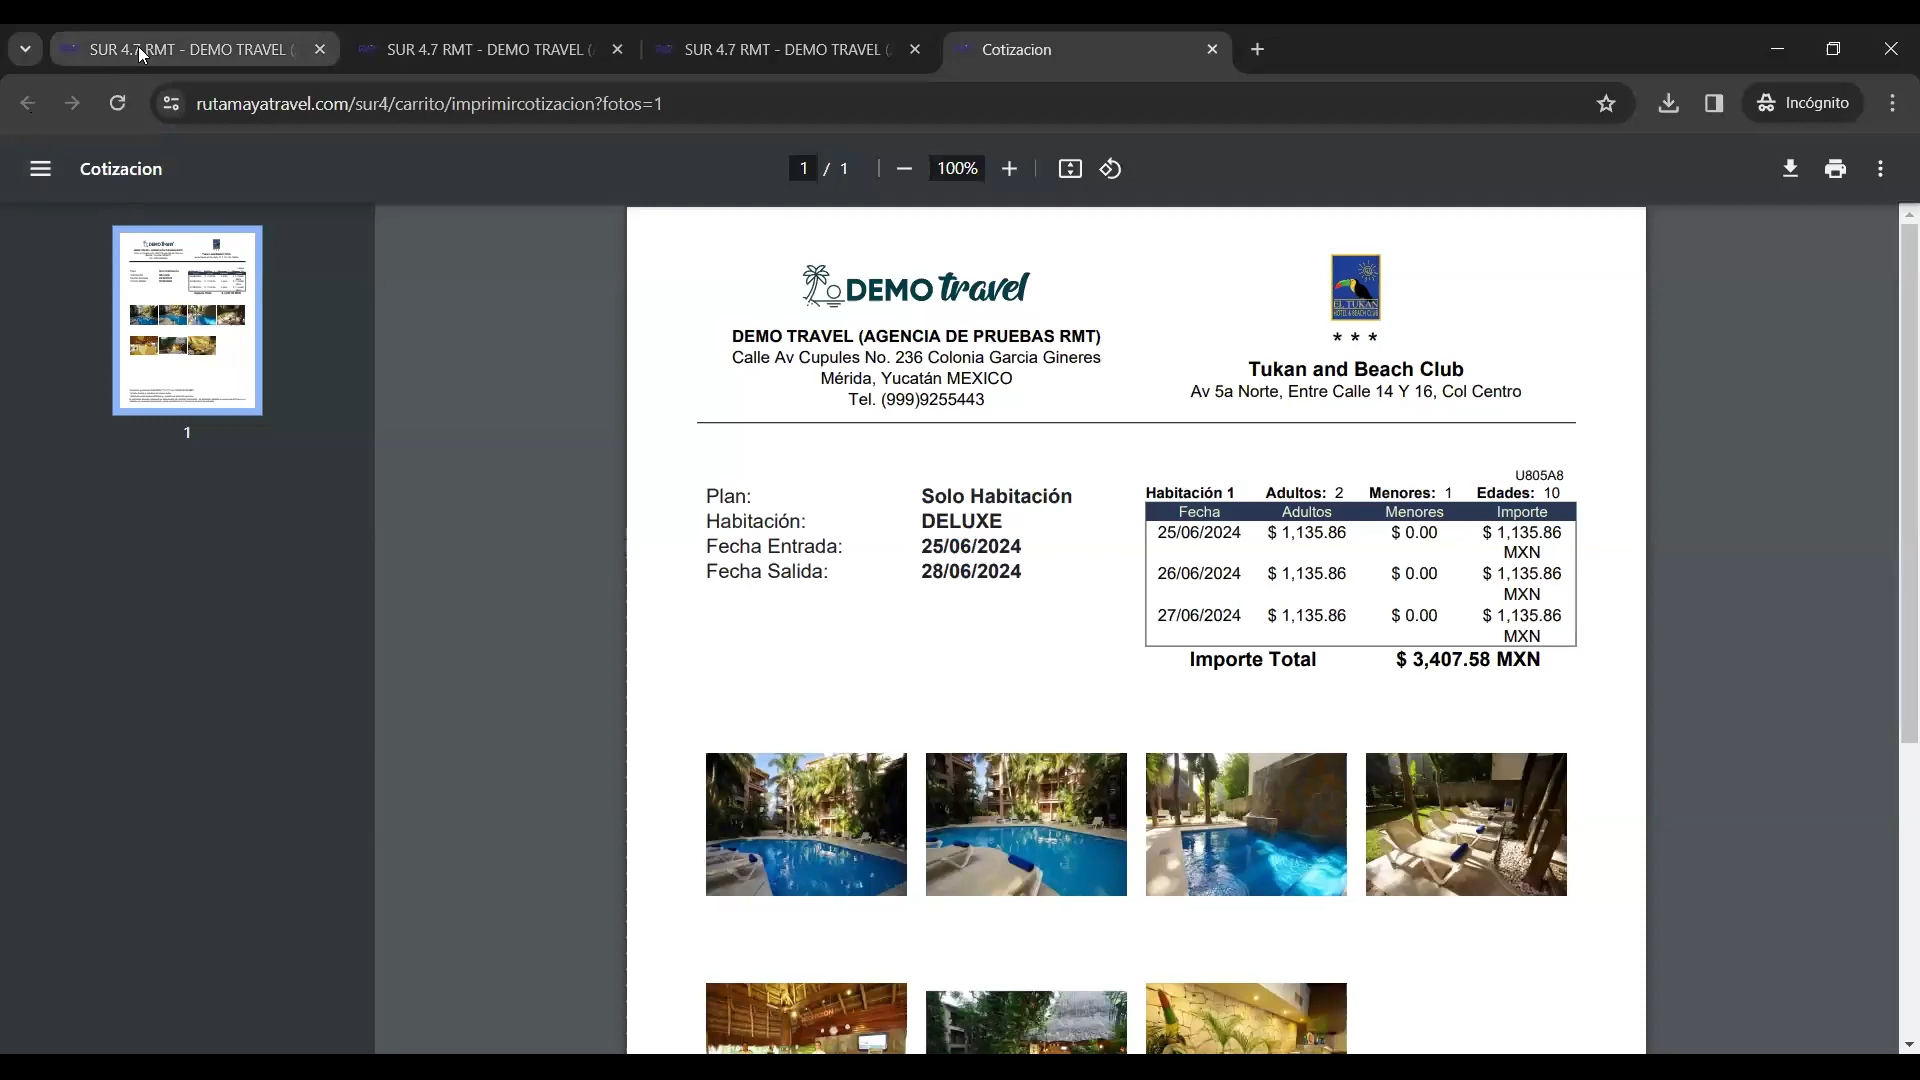 SUR 4.7 RMT - DEMO TRAVEL (
SUR 4.7 RMT - DEMO TRAVEL (
SUR 4.7 RMT - DEMO TRAVEL (
Cotizacion
rutamayatravel.com/sur4/carrito/imprimircotizacion?fotos=1
Incógnito
Cotizacion
1 / 1
100%
1
DEMO travel
DEMO TRAVEL (AGENCIA DE PRUEBAS RMT)
Calle Av Cupules No. 236 Colonia Garcia Gineres
Mérida, Yucatán MEXICO
Tel. (999)9255443
EL TUKAN
HOTEL & BEACH CLUB
* * *
Tukan and Beach Club
Av 5a Norte, Entre Calle 14 Y 16, Col Centro
Plan: Solo Habitación
Habitación: DELUXE
Fecha Entrada: 25/06/2024
Fecha Salida: 28/06/2024
U805A8
Habitación 1 Adultos: 2 Menores: 1 Edades: 10
Fecha Adultos Menores Importe
25/06/2024 $ 1,135.86 $ 0.00 $ 1,135.86
MXN
26/06/2024 $ 1,135.86 $ 0.00 $ 1,135.86
MXN
27/06/2024 $ 1,135.86 $ 0.00 $ 1,135.86
MXN
Importe Total $ 3,407.58 MXN